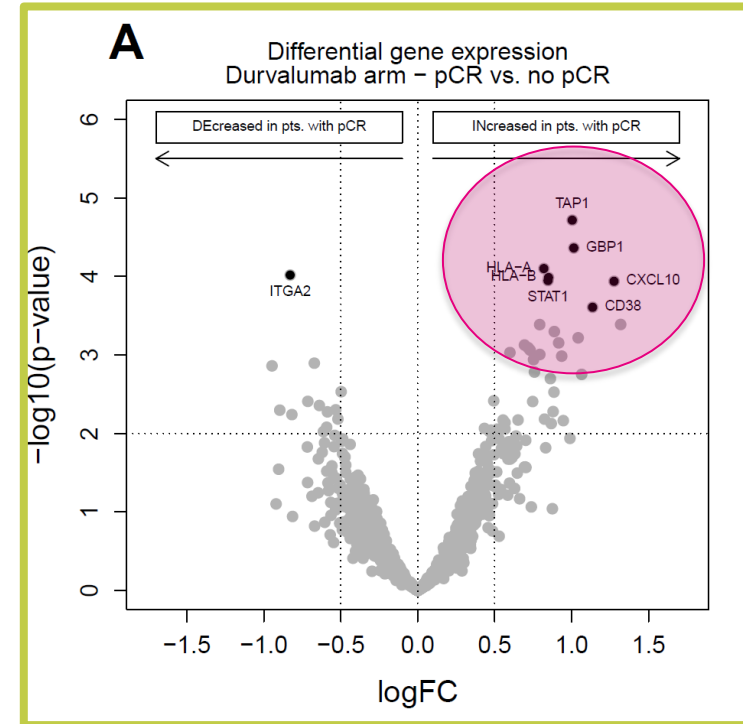 A
Differential gene expression
Durvalumab arm − pCR vs. no pCR
DEcreased in pts. with pCR
INcreased in pts. with pCR
TAP1
GBP1
HLA−A
HLA−B
STAT1
CXCL10
CD38
ITGA2
−log10(p−value)
6
5
4
3
2
1
0
−1.5 −1.0 −0.5 0.0 0.5 1.0 1.5
logFC